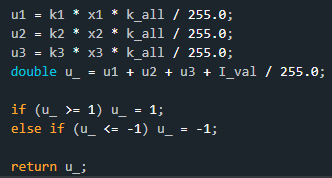 u1 = k1 * x1 * k_all / 255.0;
u2 = k2 * x2 * k_all / 255.0;
u3 = k3 * x3 * k_all / 255.0;
double u_ = u1 + u2 + u3 + I_val / 255.0;
if (u_ >= 1) u_ = 1;
else if (u_ <= -1) u_ = -1;
return u_;